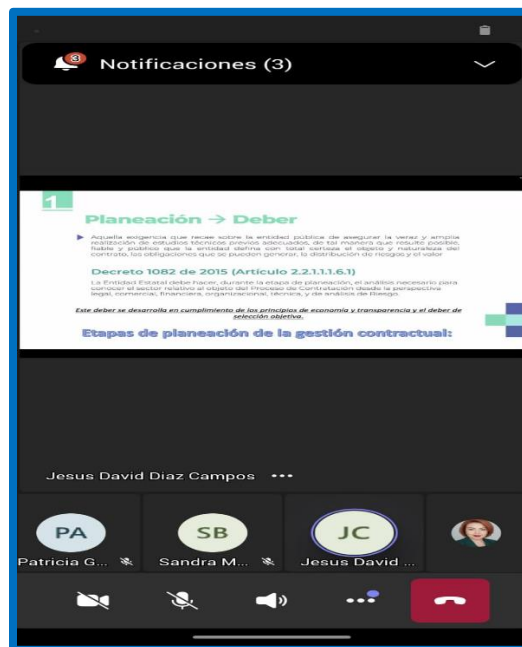 3
Notificaciones (3)
1
Planeación → Deber
Aquella exigencia que recae sobre la entidad pública de asegurar la veraz y amplia
realización de estudios técnicos previos adecuados, de tal manera que resulte posible,
fiable y público que la entidad defina con total certeza el objeto y naturaleza del
contrato, las obligaciones que se pueden generar, la distribución de riesgos y el valor
Decreto 1082 de 2015 (Artículo 2.2.1.1.1.6.1)
La Entidad Estatal debe hacer, durante la etapa de planeación, el análisis necesario para
conocer el sector relativo al objeto del Proceso de Contratación desde la perspectiva
legal, comercial, financiera, organizacional, técnica, y de análisis de Riesgo.
Este deber se desarrolla en cumplimiento de los principios de economía y transparencia y el deber de
selección objetiva.
Etapas de planeación de la gestión contractual:
Jesus David Diaz Campos
PA
SB
JC
Patricia G...
Sandra M...
Jesus David ...